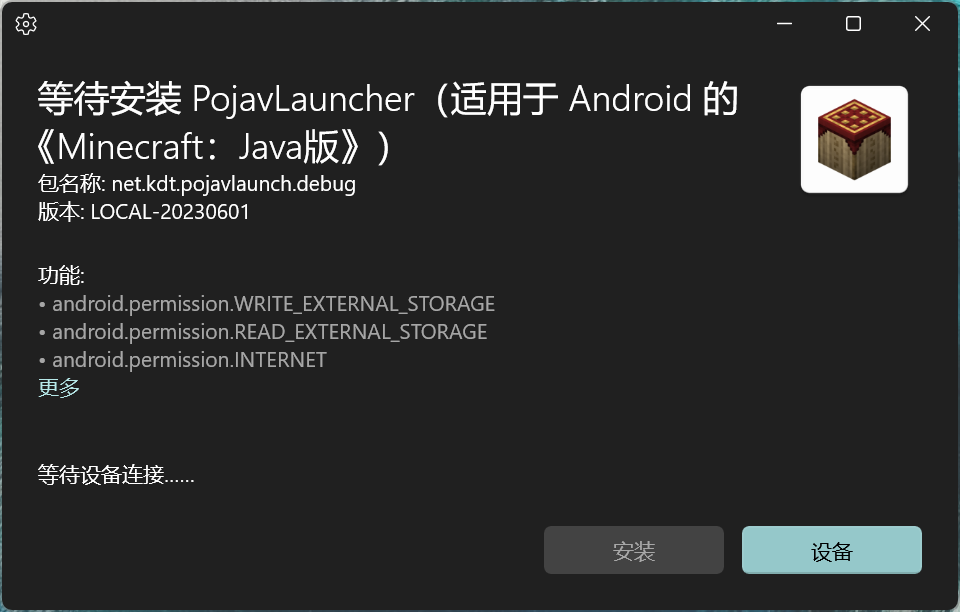 等待安装 PojavLauncher（适用于 Android 的
《Minecraft：Java版》）
包名称: net.kdt.pojavlaunch.debug
版本: LOCAL-20230601
功能:
• android.permission.WRITE_EXTERNAL_STORAGE
• android.permission.READ_EXTERNAL_STORAGE
• android.permission.INTERNET
更多
等待设备连接......
安装
设备